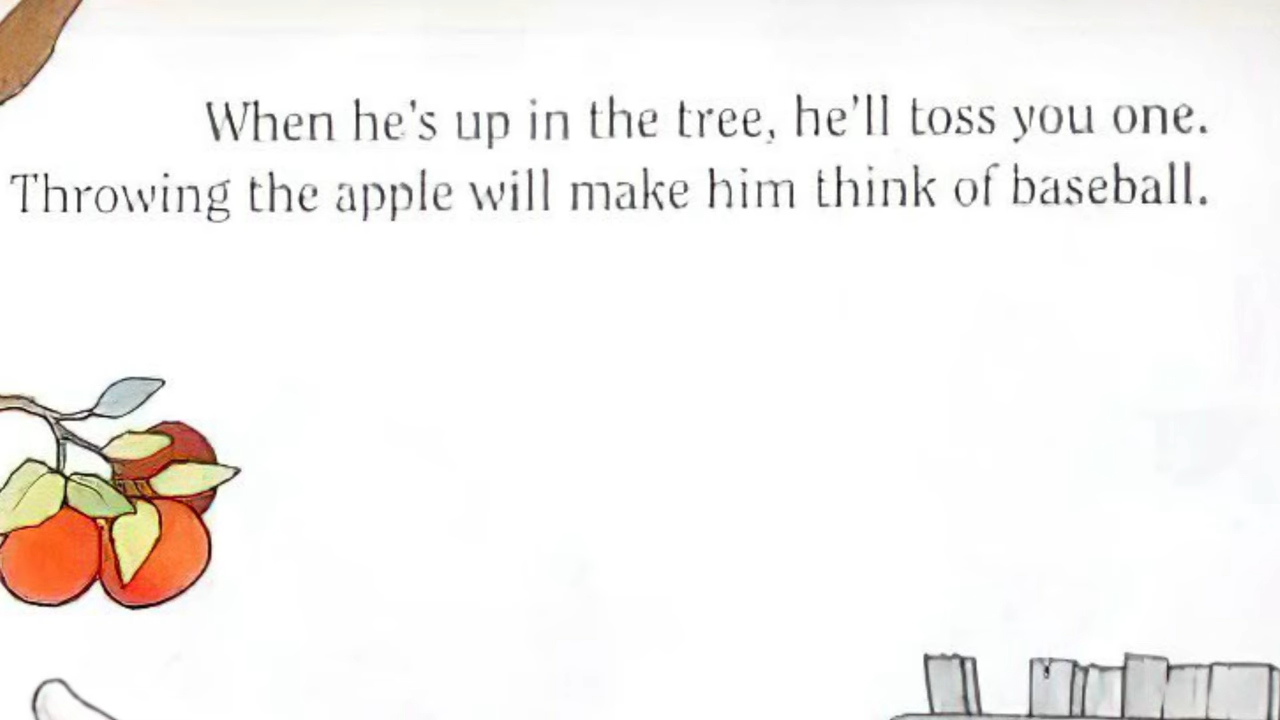 When he's up in the tree, he'll toss you one.
Throwing the apple will make him think of baseball.